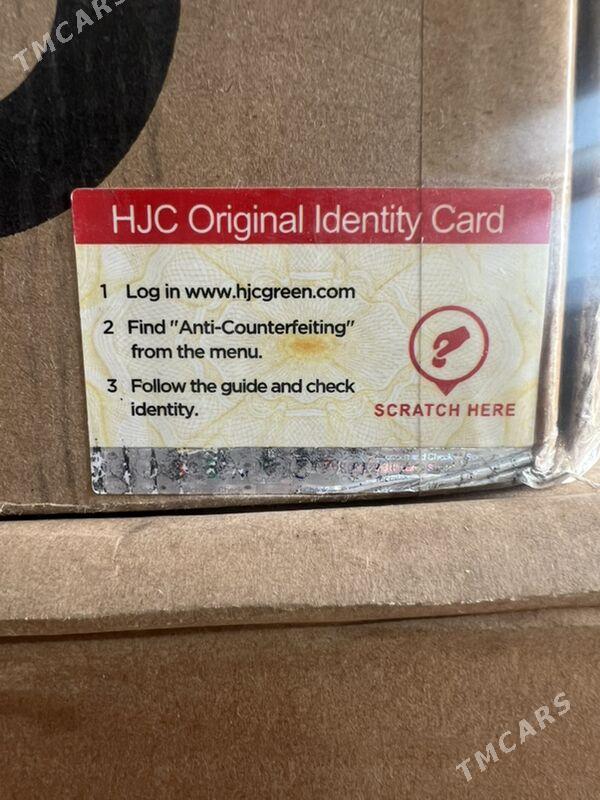 TMCARS
HJC Original Identity Card
1 Log in www.hjcgreen.com
2 Find "Anti-Counterfeiting"
from the menu.
3 Follow the guide and check
identity.
SCRATCH HERE
TMCARS